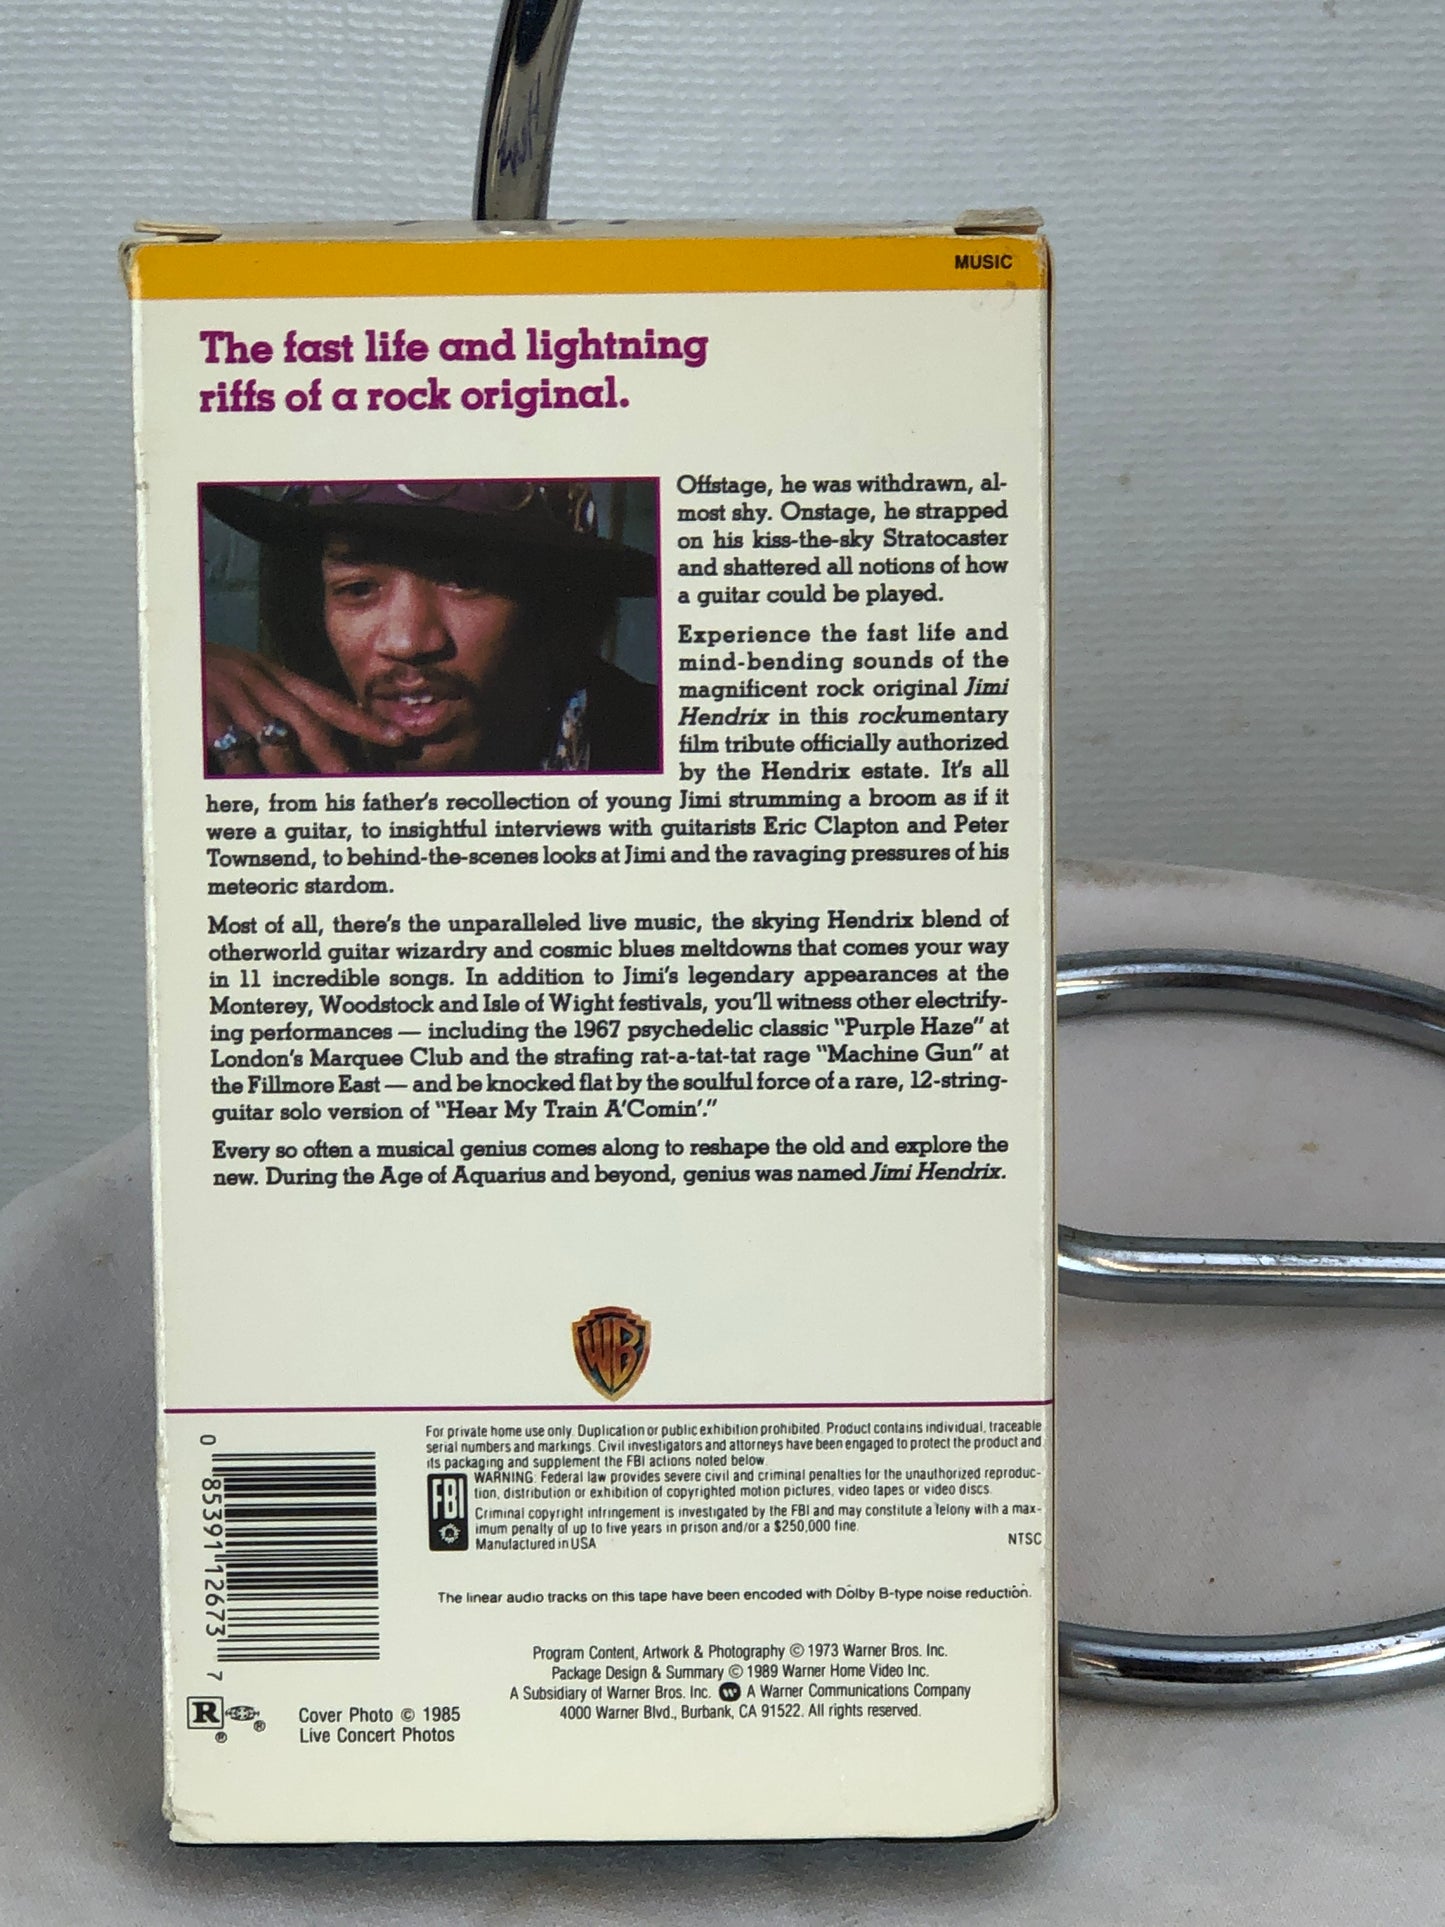 MUSIC
The fast life and lightning
riffs of a rock original.
Offstage, he was withdrawn, al-
most shy. Onstage, he strapped
on his kiss-the-sky Stratocaster
and shattered all notions of how
a guitar could be played.
Experience the fast life and
mind-bending sounds of the
magnificent rock original Jimi
Hendrix in this rockumentary
film tribute officially authorized
by the Hendrix estate. It's all
here, from his father's recollection of young Jimi strumming a broom as if it
were a guitar, to insightful interviews with guitarists Eric Clapton and Peter
Townsend, to behind-the-scenes looks at Jimi and the ravaging pressures of his
meteoric stardom.
Most of all, there's the unparalleled live music, the skying Hendrix blend of
otherworld guitar wizardry and cosmic blues meltdowns that comes your way
in 11 incredible songs. In addition to Jimi's legendary appearances at the
Monterey, Woodstock and Isle of Wight festivals, you'll witness other electrify-
ing performances — including the 1967 psychedelic classic "Purple Haze" at
London's Marquee Club and the strafing rat-a-tat-tat rage "Machine Gun" at
the Fillmore East — and be knocked flat by the soulful force of a rare, 12-string-
guitar solo version of "Hear My Train A'Comin'."
Every so often a musical genius comes along to reshape the old and explore the
new. During the Age of Aquarius and beyond, genius was named Jimi Hendrix.
WB
For private home use only. Duplication or public exhibition prohibited. Product contains individual, traceable
serial numbers and markings. Civil investigators and attorneys have been engaged to protect the product and
its packaging and supplement the FBI actions noted below.
FBI
WARNING: Federal law provides severe civil and criminal penalties for the unauthorized reproduc-
tion, distribution or exhibition of copyrighted motion pictures, video tapes or video discs.
Criminal copyright infringement is investigated by the FBI and may constitute a felony with a max-
imum penalty of up to five years in prison and/or a $250,000 fine.
Manufactured in USA
NTSC
0 85391 12673 7
The linear audio tracks on this tape have been encoded with Dolby B-type noise reduction.
Program Content, Artwork & Photography © 1973 Warner Bros. Inc.
Package Design & Summary © 1989 Warner Home Video Inc.
A Subsidiary of Warner Bros. Inc. A Warner Communications Company
4000 Warner Blvd., Burbank, CA 91522. All rights reserved.
R ® ®
Cover Photo © 1985
Live Concert Photos